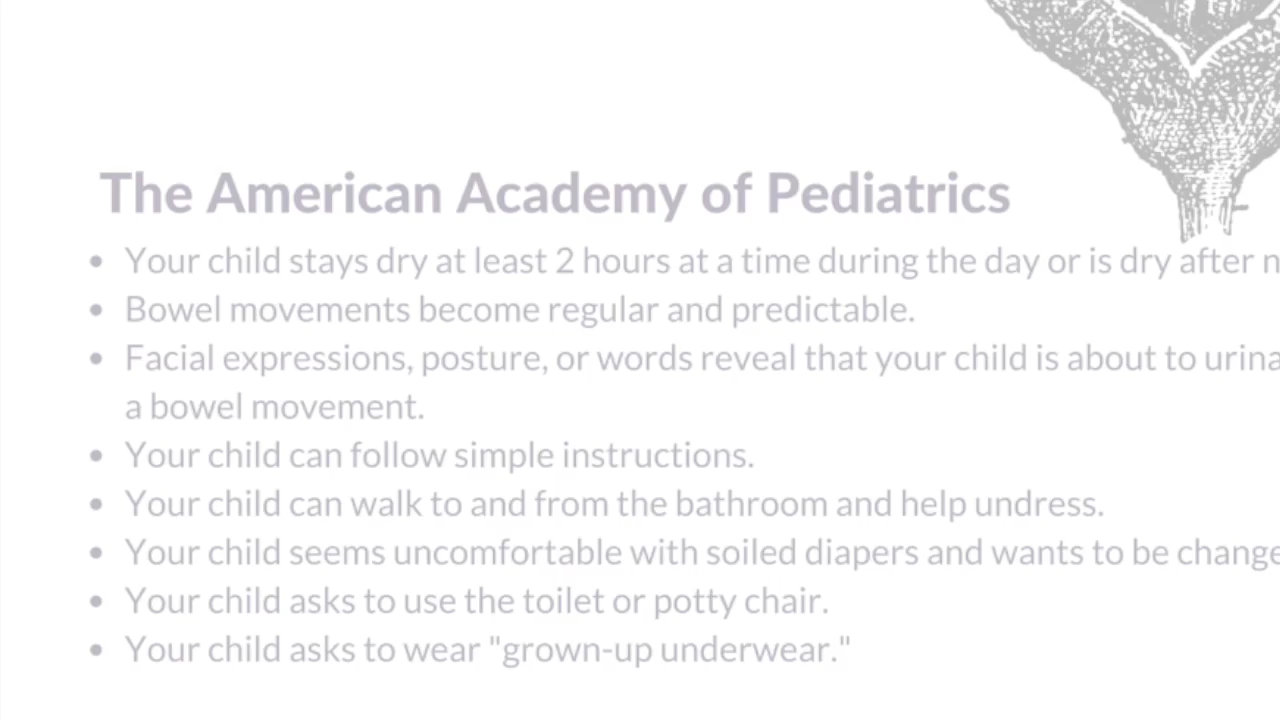 The American Academy of Pediatrics
• Your child stays dry at least 2 hours at a time during the day or is dry after
• Bowel movements become regular and predictable.
• Facial expressions, posture, or words reveal that your child is about to
a bowel movement.
• Your child can follow simple instructions.
• Your child can walk to and from the bathroom and help undress.
• Your child seems uncomfortable with soiled diapers and wants to be
• Your child asks to use the toilet or potty chair.
• Your child asks to wear "grown-up underwear."